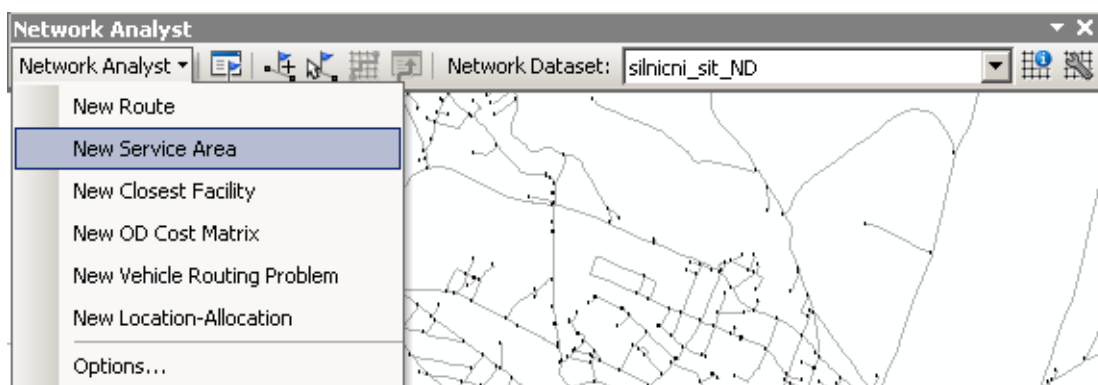 Network Analyst
Network Analyst Network Dataset: silnicni_sit_ND
New Route
New Service Area
New Closest Facility
New OD Cost Matrix
New Vehicle Routing Problem
New Location-Allocation
Options...